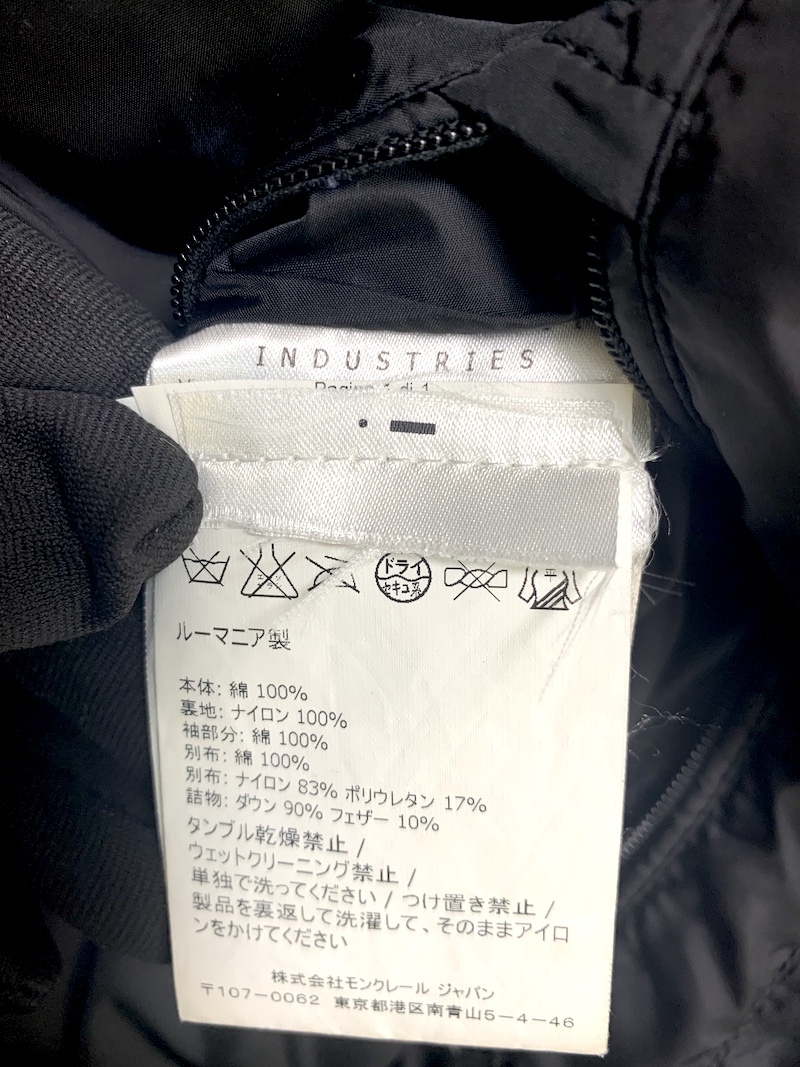 INDUSTRIES
Pagina 1 di 1
ドライ
セキユ系
平
ルーマニア製
本体: 綿 100%
裏地: ナイロン 100%
袖部分: 綿 100%
別布: 綿 100%
別布: ナイロン 83% ポリウレタン 17%
詰物: ダウン 90% フェザー 10%
タンブル乾燥禁止 /
ウェットクリーニング禁止 /
単独で洗ってください / つけ置き禁止 /
製品を裏返して洗濯して、そのままアイロ
ンをかけてください
株式会社モンクレール ジャパン
〒107-0062 東京都港区南青山5-4-46